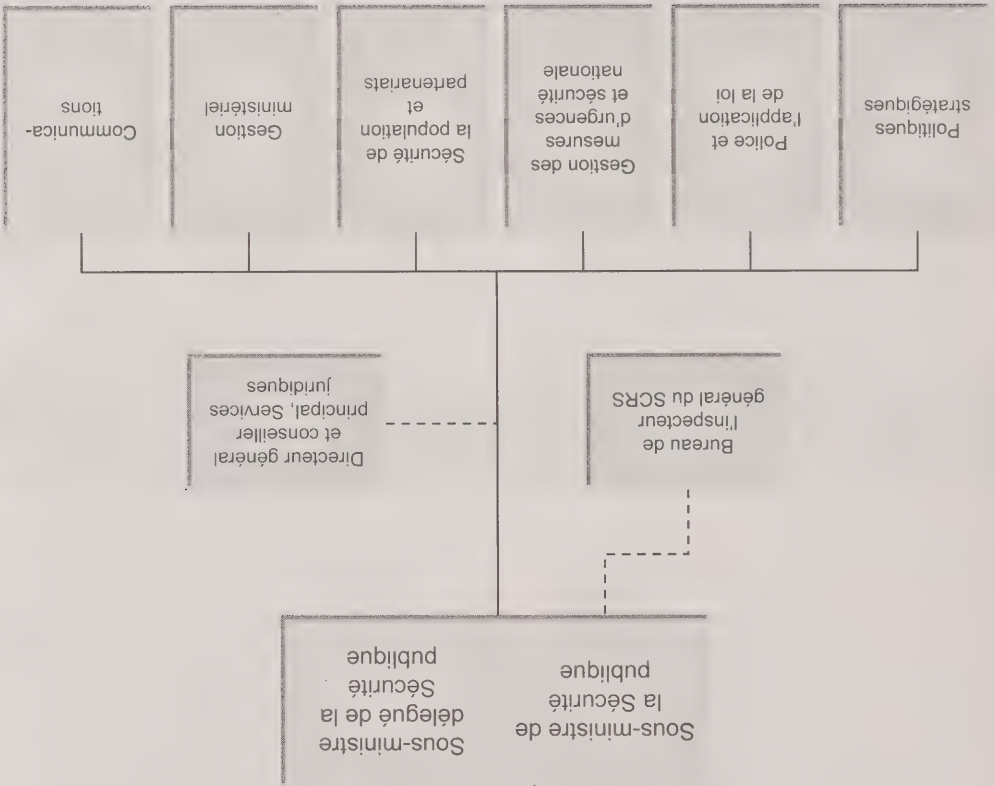 Sous-ministre de
la Sécurité
publique
Sous-ministre
délegué de la
Sécurité
publique
Bureau de
l'inspecteur
général du SCRS
Directeur général
et conseiller
principal, Services
juridiques
Politiques
stratégiques
Police et
l'application
de la loi
Gestion des
mesures
d'urgences
et sécurité
nationale
Sécurité de
la population
et
partenariats
Gestion
ministériel
Communica-
tions